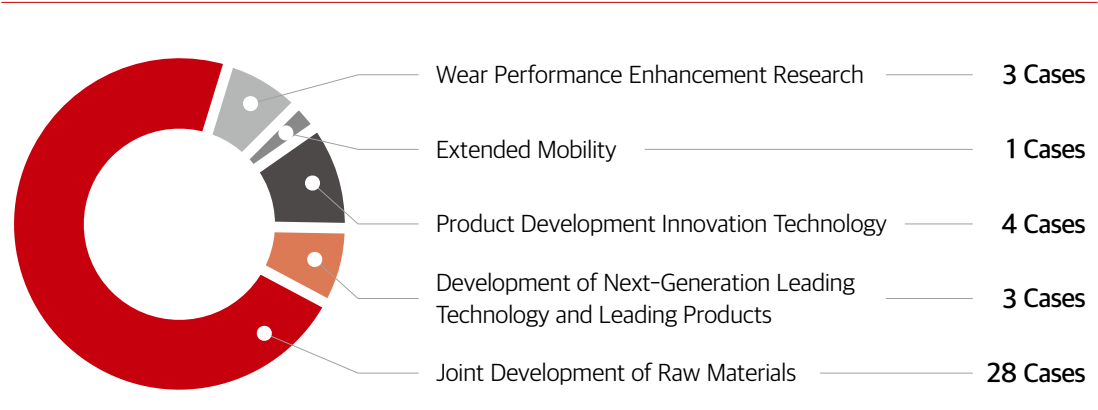 Wear Performance Enhancement Research 3 Cases
Extended Mobility 1 Cases
Product Development Innovation Technology 4 Cases
Development of Next-Generation Leading
Technology and Leading Products 3 Cases
Joint Development of Raw Materials 28 Cases